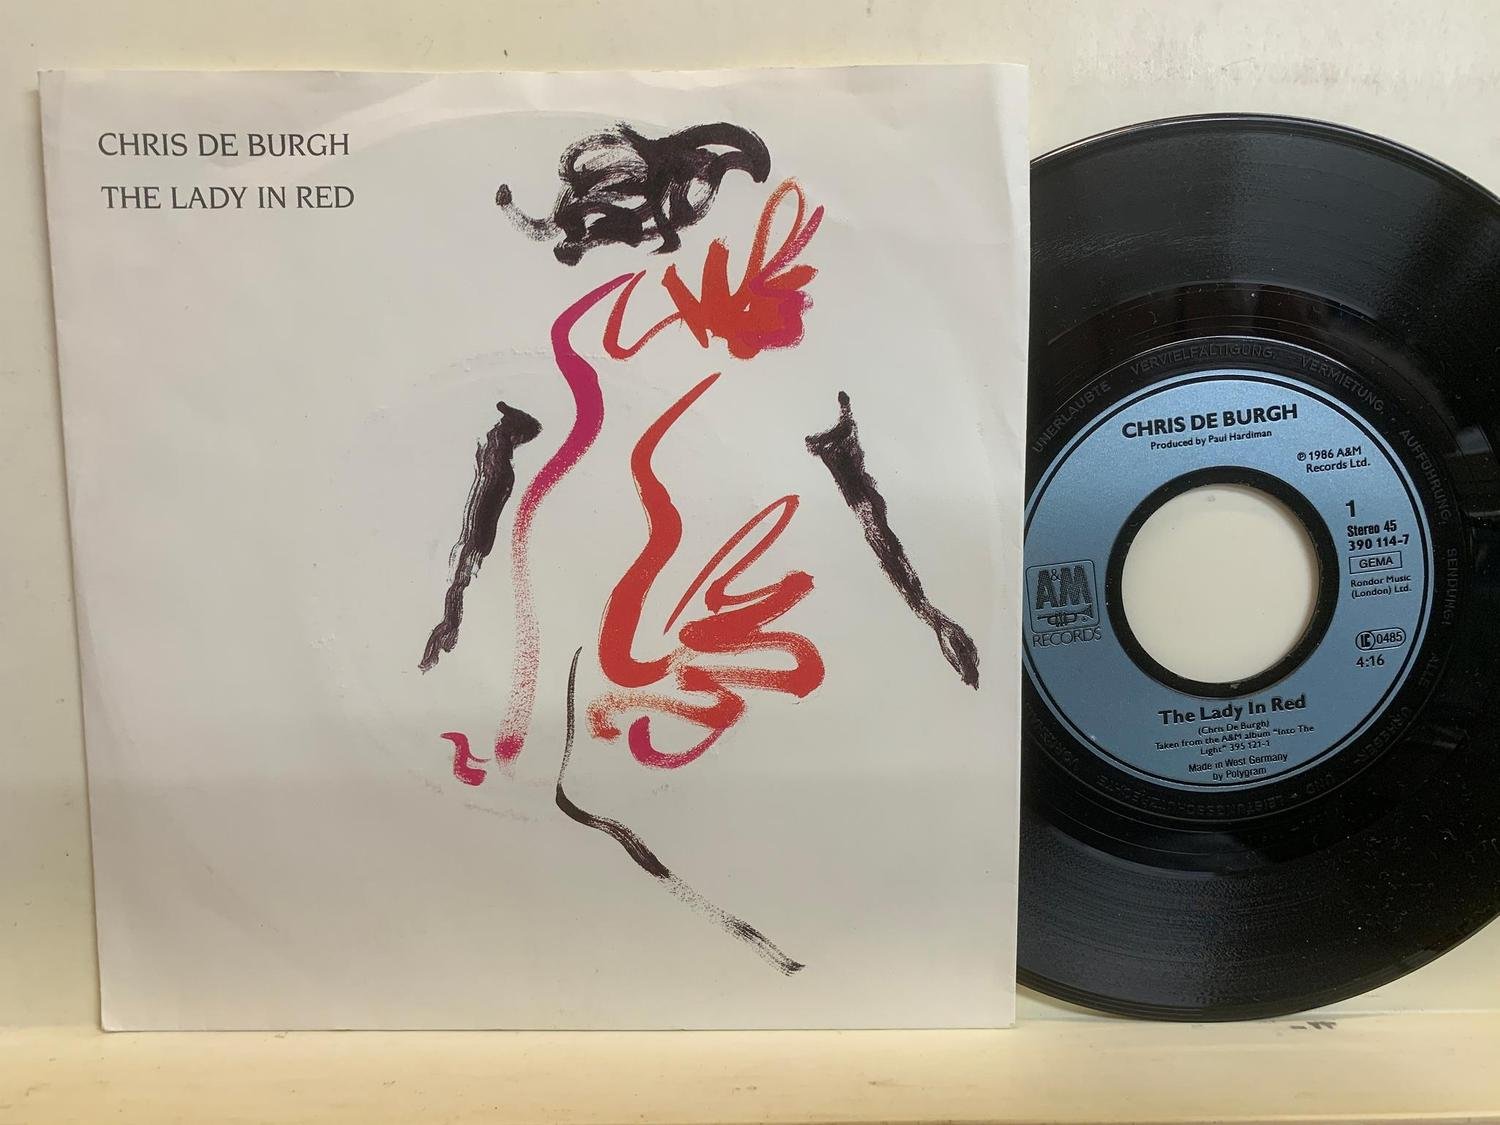 CHRIS DE BURGH
THE LADY IN RED
UNERLAUBTE VERVIELFÄLTIGUNG, VERMIETUNG, AUFFÜHRUNG, SENDUNG! ALLE
CHRIS DE BURGH
Produced by Paul Hardiman
℗ 1986 A&M
Records Ltd.
1
Stereo 45
390 114-7
GEMA
Rondor Music
(London) Ltd.
LC 0485
4:16
A&M
RECORDS
The Lady In Red
(Chris De Burgh)
Taken from the A&M album "Into The
Light" 395 121-1
Made in West Germany
by Polygram